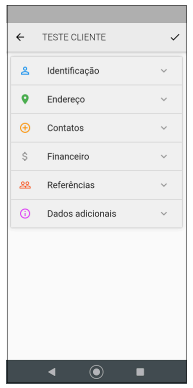 TESTE CLIENTE
Identificação
Endereço
Contatos
Financeiro
Referências
Dados adicionais